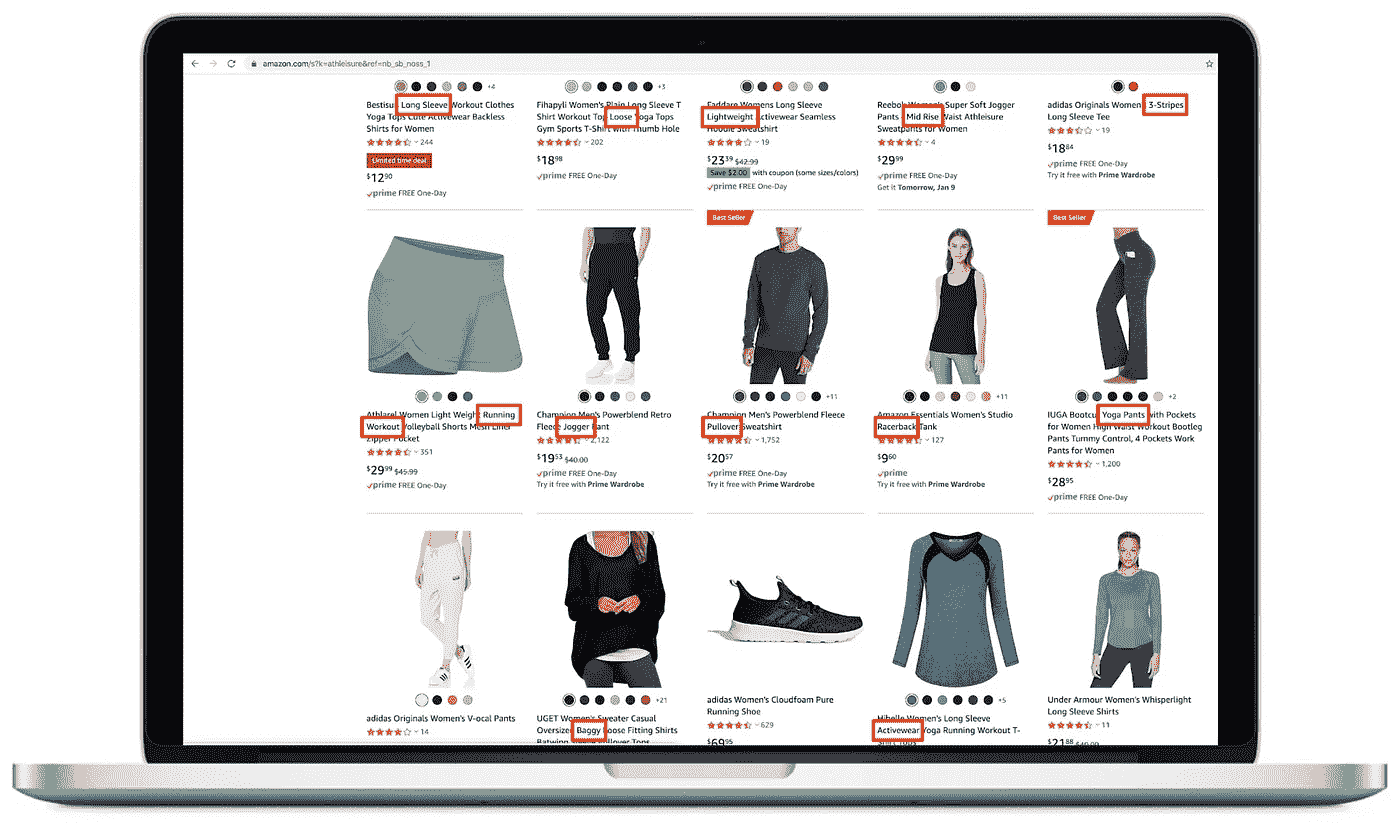 amazon.com/s?k=athleisure&ref=nb_sb_noss_1
+4
Bestisun Long Sleeve Workout Clothes
Yoga Tops Cute Activewear Backless
Shirts for Women
244
Limited time deal
$12.90
prime FREE One-Day
+3
Fihapyli Women's Plain Long Sleeve T
Shirt Workout Top Loose Yoga Tops
Gym Sports T-Shirt with Thumb Hole
202
$18.98
prime FREE One-Day
Faddare Womens Long Sleeve
Lightweight Activewear Seamless
Hoodie Sweatshirt
19
$23.39 $42.99
Save $2.00 with coupon (some sizes/colors)
prime FREE One-Day
Reebok Women's Super Soft Jogger
Pants - Mid Rise Waist Athleisure
Sweatpants for Women
4
$29.99
prime FREE One-Day
Get it Tomorrow, Jan 9
adidas Originals Women's 3-Stripes
Long Sleeve Tee
19
$18.84
prime FREE One-Day
Try it free with Prime Wardrobe
Athlarel Women Light Weight Running
Workout Volleyball Shorts Mesh Liner
Zipper Pocket
351
$29.99 $45.99
prime FREE One-Day
Champion Men's Powerblend Retro
Fleece Jogger Pant
2,122
$19.53 $40.00
prime FREE One-Day
Try it free with Prime Wardrobe
Best Seller
+11
Champion Men's Powerblend Fleece
Pullover Sweatshirt
1,752
$20.57
prime FREE One-Day
Try it free with Prime Wardrobe
+11
Amazon Essentials Women's Studio
Racerback Tank
127
$9.60
prime
Try it free with Prime Wardrobe
Best Seller
+2
IUGA Bootcut Yoga Pants with Pockets
for Women High Waist Workout Bootleg
Pants Tummy Control, 4 Pockets Work
Pants for Women
1,200
$28.95
prime FREE One-Day
adidas Originals Women's V-ocal Pants
14
+21
UGET Women's Sweater Casual
Oversized Baggy Loose Fitting Shirts
Batwing Pullover Tops
adidas Women's Cloudfoam Pure
Running Shoe
629
$69.95
+5
Hibelle Women's Long Sleeve
Activewear Yoga Running Workout T-
Shirt Tops
Under Armour Women's Whisperlight
Long Sleeve Shirts
11
$21.88 $40.00